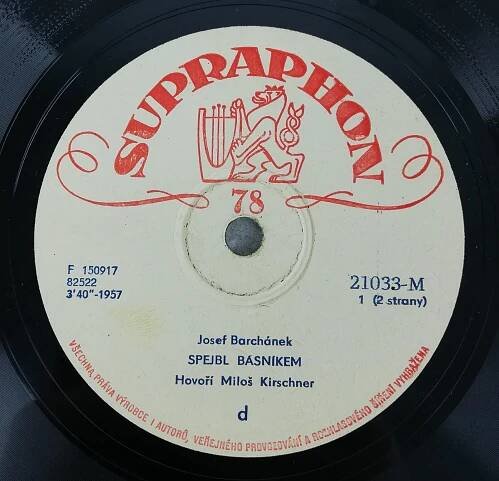 SUPRAPHON
78
F 150917
82522
3'40"-1957
21033-M
1 (2 strany)
Josef Barchánek
SPEJBL BÁSNÍKEM
Hovoří Miloš Kirschner
d
VŠECHNA PRÁVA VÝROBCE I AUTORŮ, VEŘEJNÉHO PROVOZOVÁNÍ A ROZHLASOVÉHO ŠÍŘENÍ VYHRAŽENA